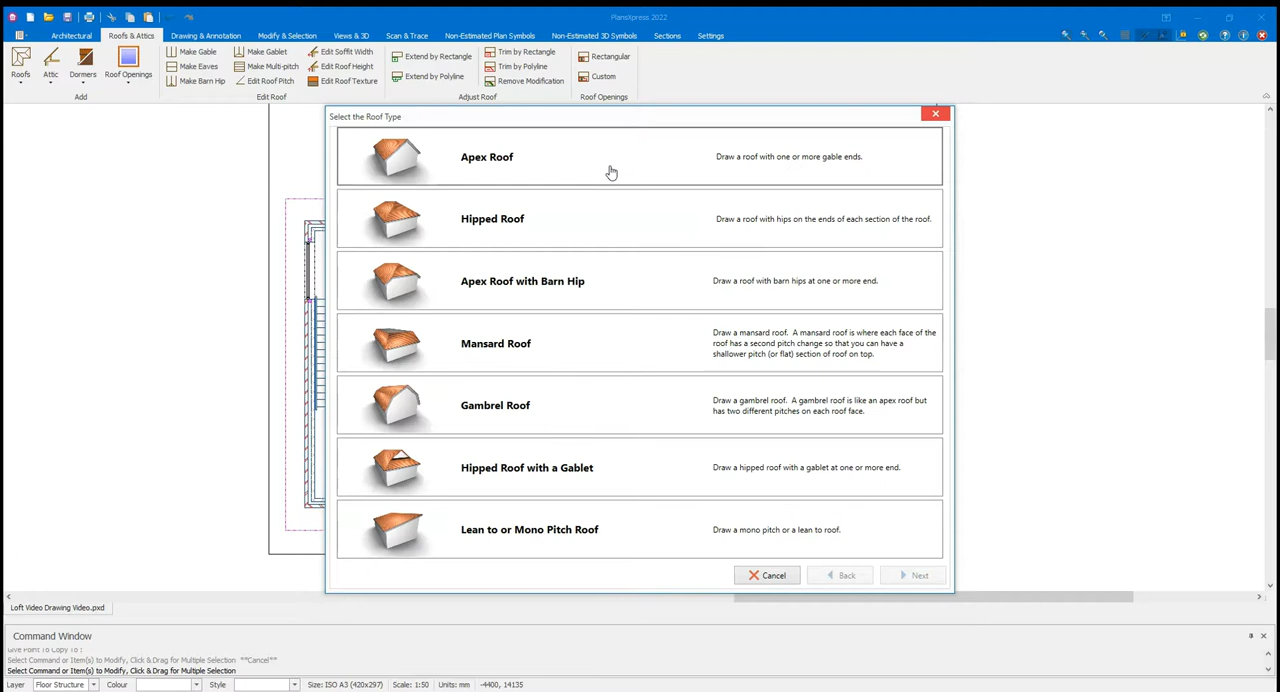 PlansXpress 2022
Architectural Roofs & Attics Drawing & Annotation Modify & Selection Views & 3D Scan & Trace Non-Estimated Plan Symbols Non-Estimated 3D Symbols Sections Settings
Roofs Attic Dormers Roof Openings
Add
Make Gable Make Gablet Edit Soffit Width
Make Eaves Make Multi-pitch Edit Roof Height
Make Barn Hip Edit Roof Pitch Edit Roof Texture
Edit Roof
Extend by Rectangle Trim by Rectangle
Extend by Polyline Trim by Polyline
Remove Modification
Adjust Roof
Rectangular
Custom
Roof Openings
Select the Roof Type
Apex Roof Draw a roof with one or more gable ends.
Hipped Roof Draw a roof with hips on the ends of each section of the roof.
Apex Roof with Barn Hip Draw a roof with barn hips at one or more end.
Mansard Roof
Draw a mansard roof. A mansard roof is where each face of the
roof has a second pitch change so that you can have a
shallower pitch (or flat) section of roof on top.
Gambrel Roof
Draw a gambrel roof. A gambrel roof is like an apex roof but
has two different pitches on each roof face.
Hipped Roof with a Gablet Draw a hipped roof with a gablet at one or more end.
Lean to or Mono Pitch Roof Draw a mono pitch or a lean to roof.
Cancel Back Next
Loft Video Drawing Video.pxd
Command Window
Give Point To Copy To :
Select Command or Item(s) to Modify, Click & Drag for Multiple Selection **Cancel**
Select Command or Item(s) to Modify, Click & Drag for Multiple Selection
Layer Floor Structure Colour Style Size: ISO A3 (420x297) Scale: 1:50 Units: mm -4400, 14135